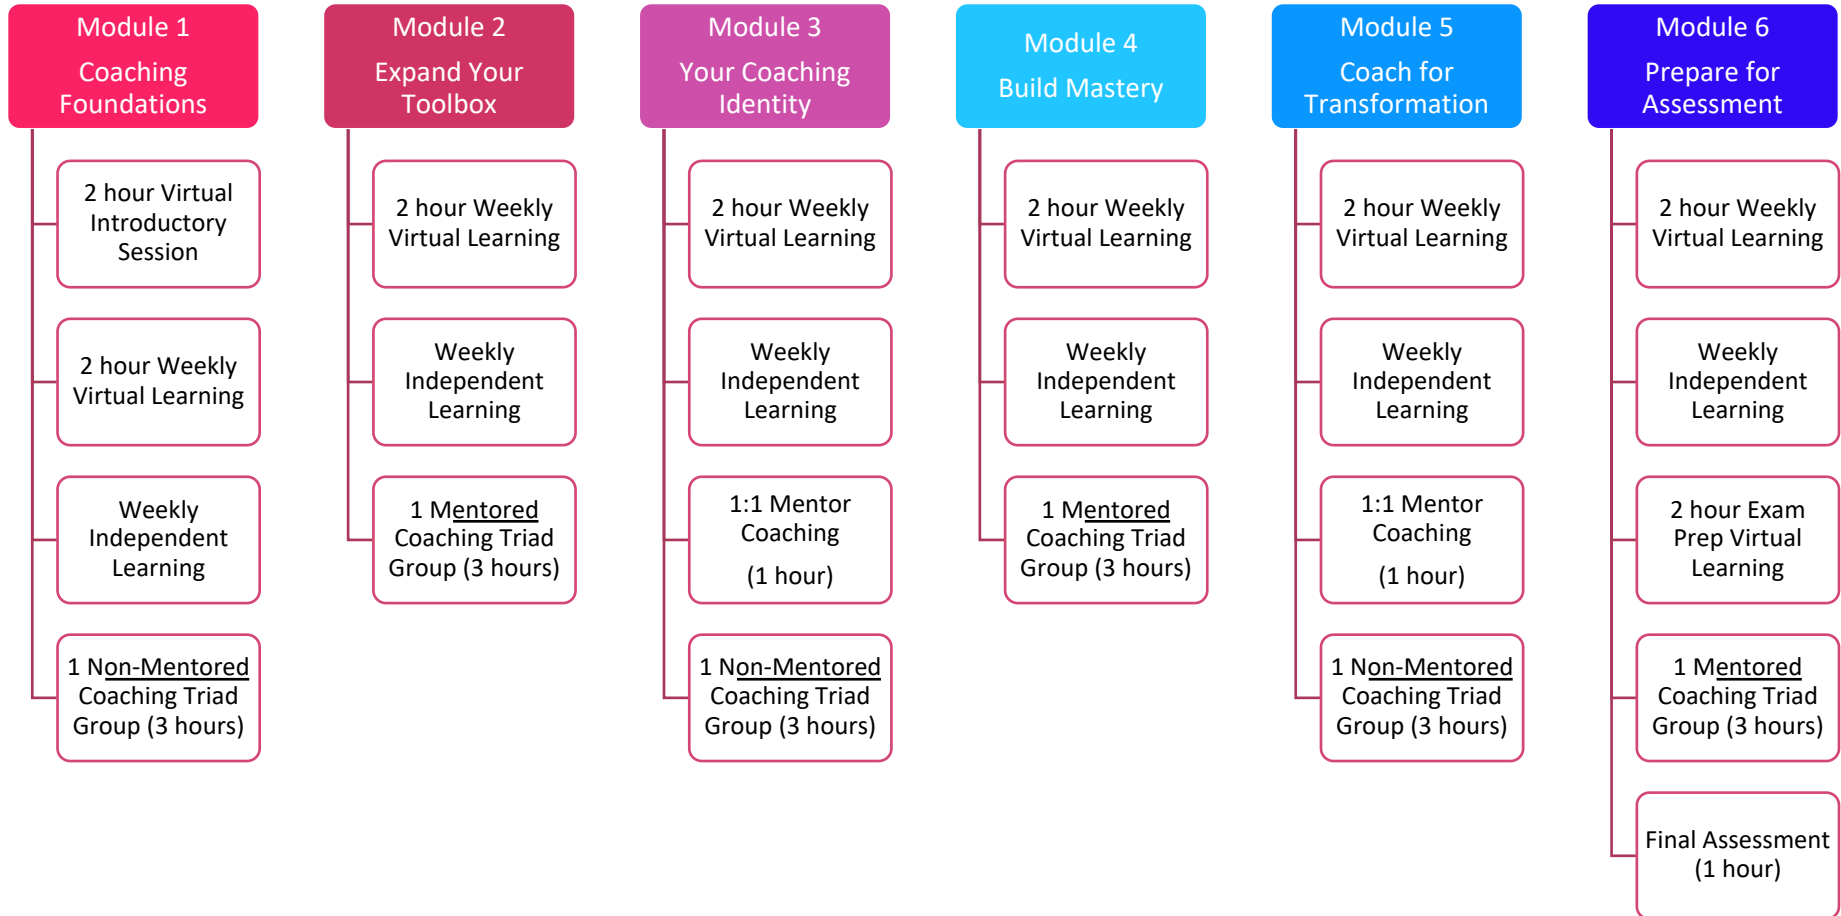 Module 1
Coaching
Foundations
2 hour Virtual
Introductory
Session
2 hour Weekly
Virtual Learning
Weekly
Independent
Learning
1 Non-Mentored
Coaching Triad
Group (3 hours)
Module 2
Expand Your
Toolbox
2 hour Weekly
Virtual Learning
Weekly
Independent
Learning
1 Mentored
Coaching Triad
Group (3 hours)
Module 3
Your Coaching
Identity
2 hour Weekly
Virtual Learning
Weekly
Independent
Learning
1:1 Mentor
Coaching
(1 hour)
1 Non-Mentored
Coaching Triad
Group (3 hours)
Module 4
Build Mastery
2 hour Weekly
Virtual Learning
Weekly
Independent
Learning
1 Mentored
Coaching Triad
Group (3 hours)
Module 5
Coach for
Transformation
2 hour Weekly
Virtual Learning
Weekly
Independent
Learning
1:1 Mentor
Coaching
(1 hour)
1 Non-Mentored
Coaching Triad
Group (3 hours)
Module 6
Prepare for
Assessment
2 hour Weekly
Virtual Learning
Weekly
Independent
Learning
2 hour Exam
Prep Virtual
Learning
1 Mentored
Coaching Triad
Group (3 hours)
Final Assessment
(1 hour)